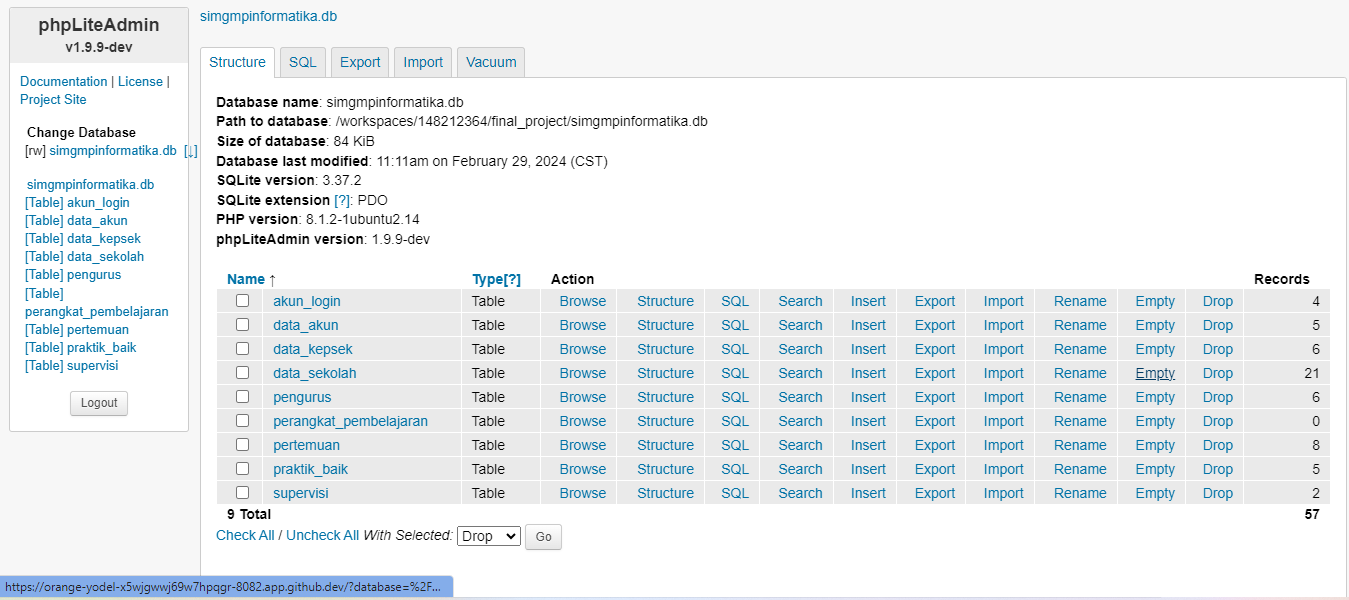 phpLiteAdmin
v1.9.9-dev
Documentation | License |
Project Site
Change Database
[rw] simgmpinformatika.db [↓]
simgmpinformatika.db
[Table] akun_login
[Table] data_akun
[Table] data_kepsek
[Table] data_sekolah
[Table] pengurus
[Table]
perangkat_pembelajaran
[Table] pertemuan
[Table] praktik_baik
[Table] supervisi
Logout
simgmpinformatika.db
Structure SQL Export Import Vacuum
Database name: simgmpinformatika.db
Path to database: /workspaces/148212364/final_project/simgmpinformatika.db
Size of database: 84 KiB
Database last modified: 11:11am on February 29, 2024 (CST)
SQLite version: 3.37.2
SQLite extension [?]: PDO
PHP version: 8.1.2-1ubuntu2.14
phpLiteAdmin version: 1.9.9-dev
Name ↑ Type[?] Action Records
akun_login Table Browse Structure SQL Search Insert Export Import Rename Empty Drop 4
data_akun Table Browse Structure SQL Search Insert Export Import Rename Empty Drop 5
data_kepsek Table Browse Structure SQL Search Insert Export Import Rename Empty Drop 6
data_sekolah Table Browse Structure SQL Search Insert Export Import Rename Empty Drop 21
pengurus Table Browse Structure SQL Search Insert Export Import Rename Empty Drop 6
perangkat_pembelajaran Table Browse Structure SQL Search Insert Export Import Rename Empty Drop 0
pertemuan Table Browse Structure SQL Search Insert Export Import Rename Empty Drop 8
praktik_baik Table Browse Structure SQL Search Insert Export Import Rename Empty Drop 5
supervisi Table Browse Structure SQL Search Insert Export Import Rename Empty Drop 2
9 Total 57
Check All / Uncheck All With Selected: Drop Go
https://orange-yodel-x5wjgwwj69w7hpqgr-8082.app.github.dev/?database=%2F...